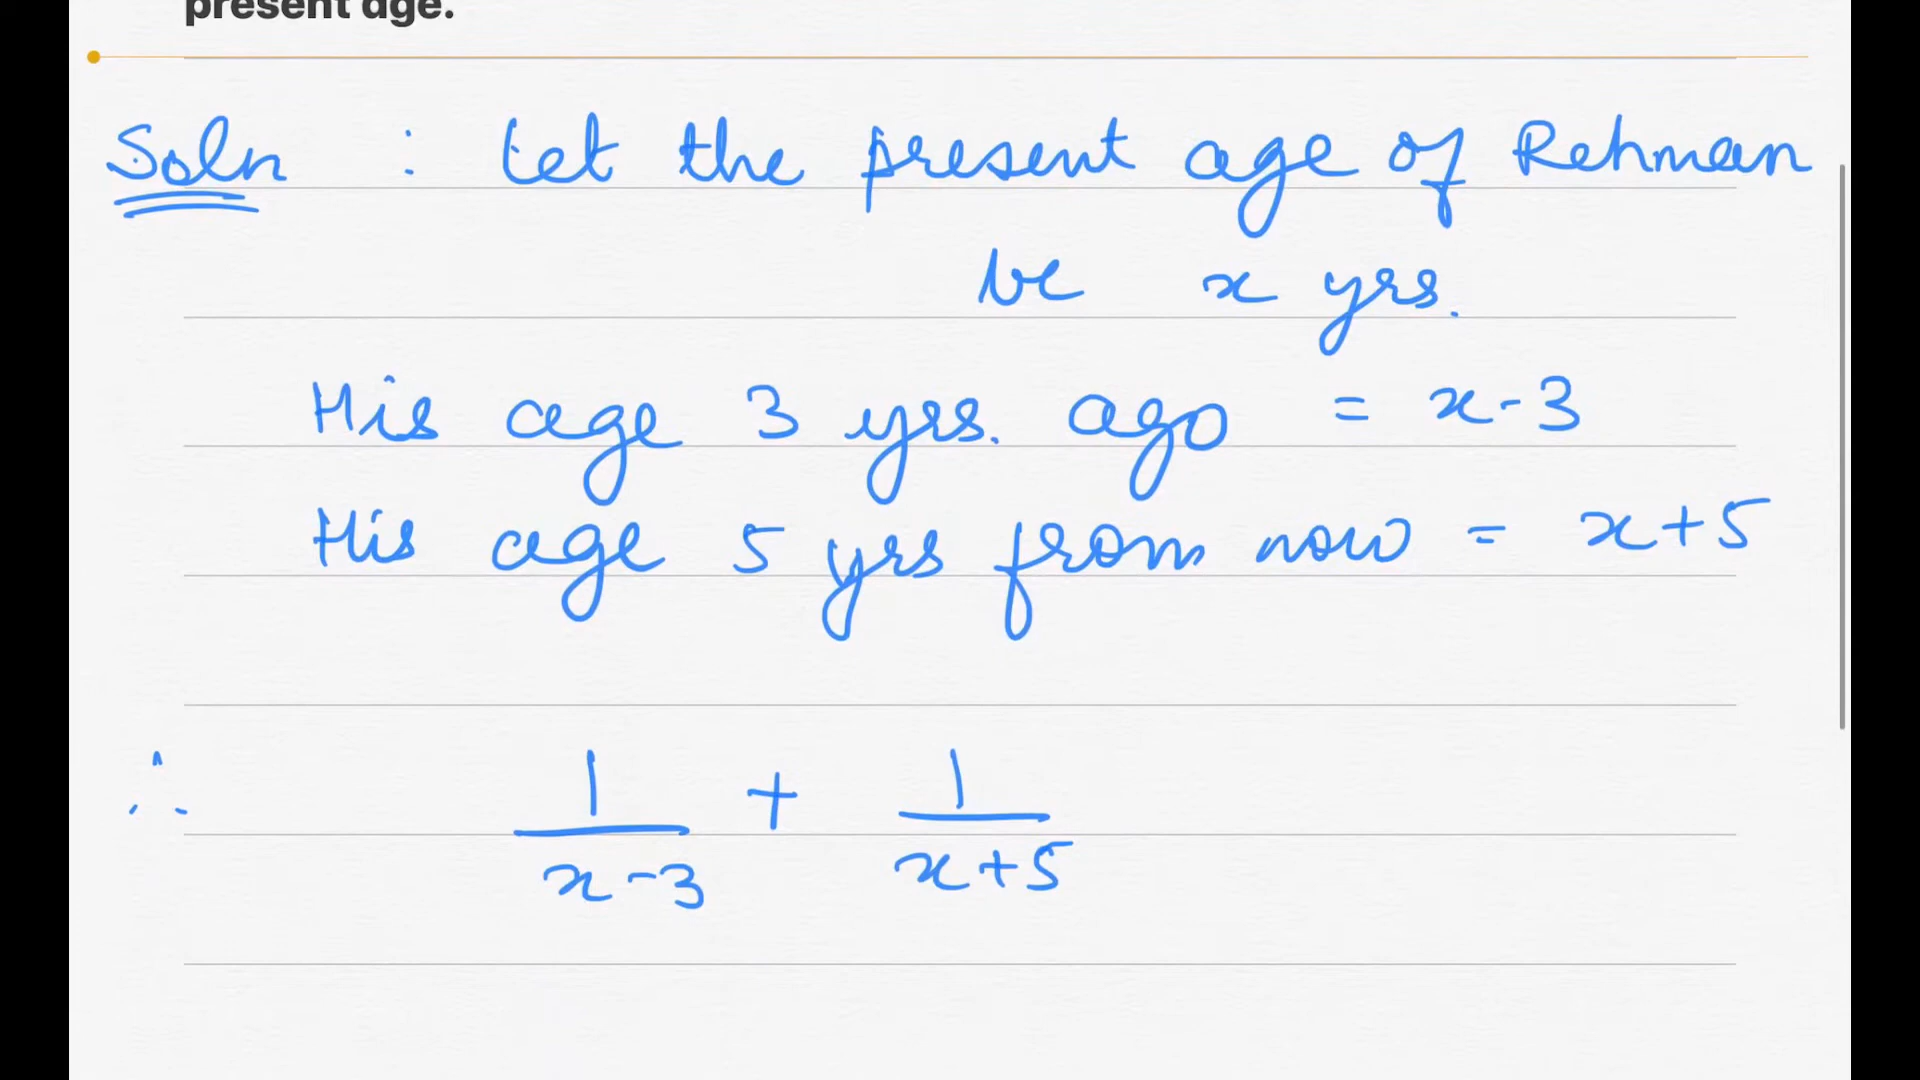 present age.
Soln : Let the present age of Rehman
be x yrs.
His age 3 yrs. ago = x-3
His age 5 yrs from now = x+5
∴ 1/(x-3) + 1/(x+5)